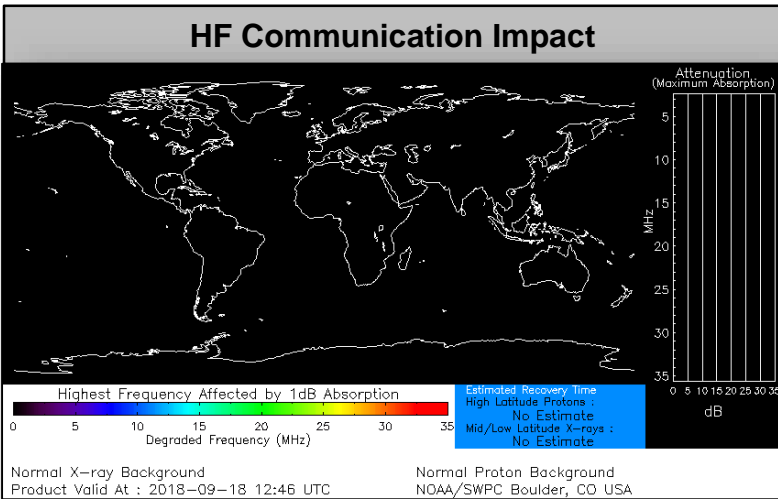 HF Communication Impact
Attenuation
(Maximum Absorption)
5
10
15
20
25
30
35
MHz
0 5 10 15 20 25 30 35
dB
Highest Frequency Affected by 1dB Absorption
0 5 10 15 20 25 30 35
Degraded Frequency (MHz)
Estimated Recovery Time
High Latitude Protons :
No Estimate
Mid/Low Latitude X-rays :
No Estimate
Normal X-ray Background
Normal Proton Background
Product Valid At : 2018-09-18 12:46 UTC
NOAA/SWPC Boulder, CO USA